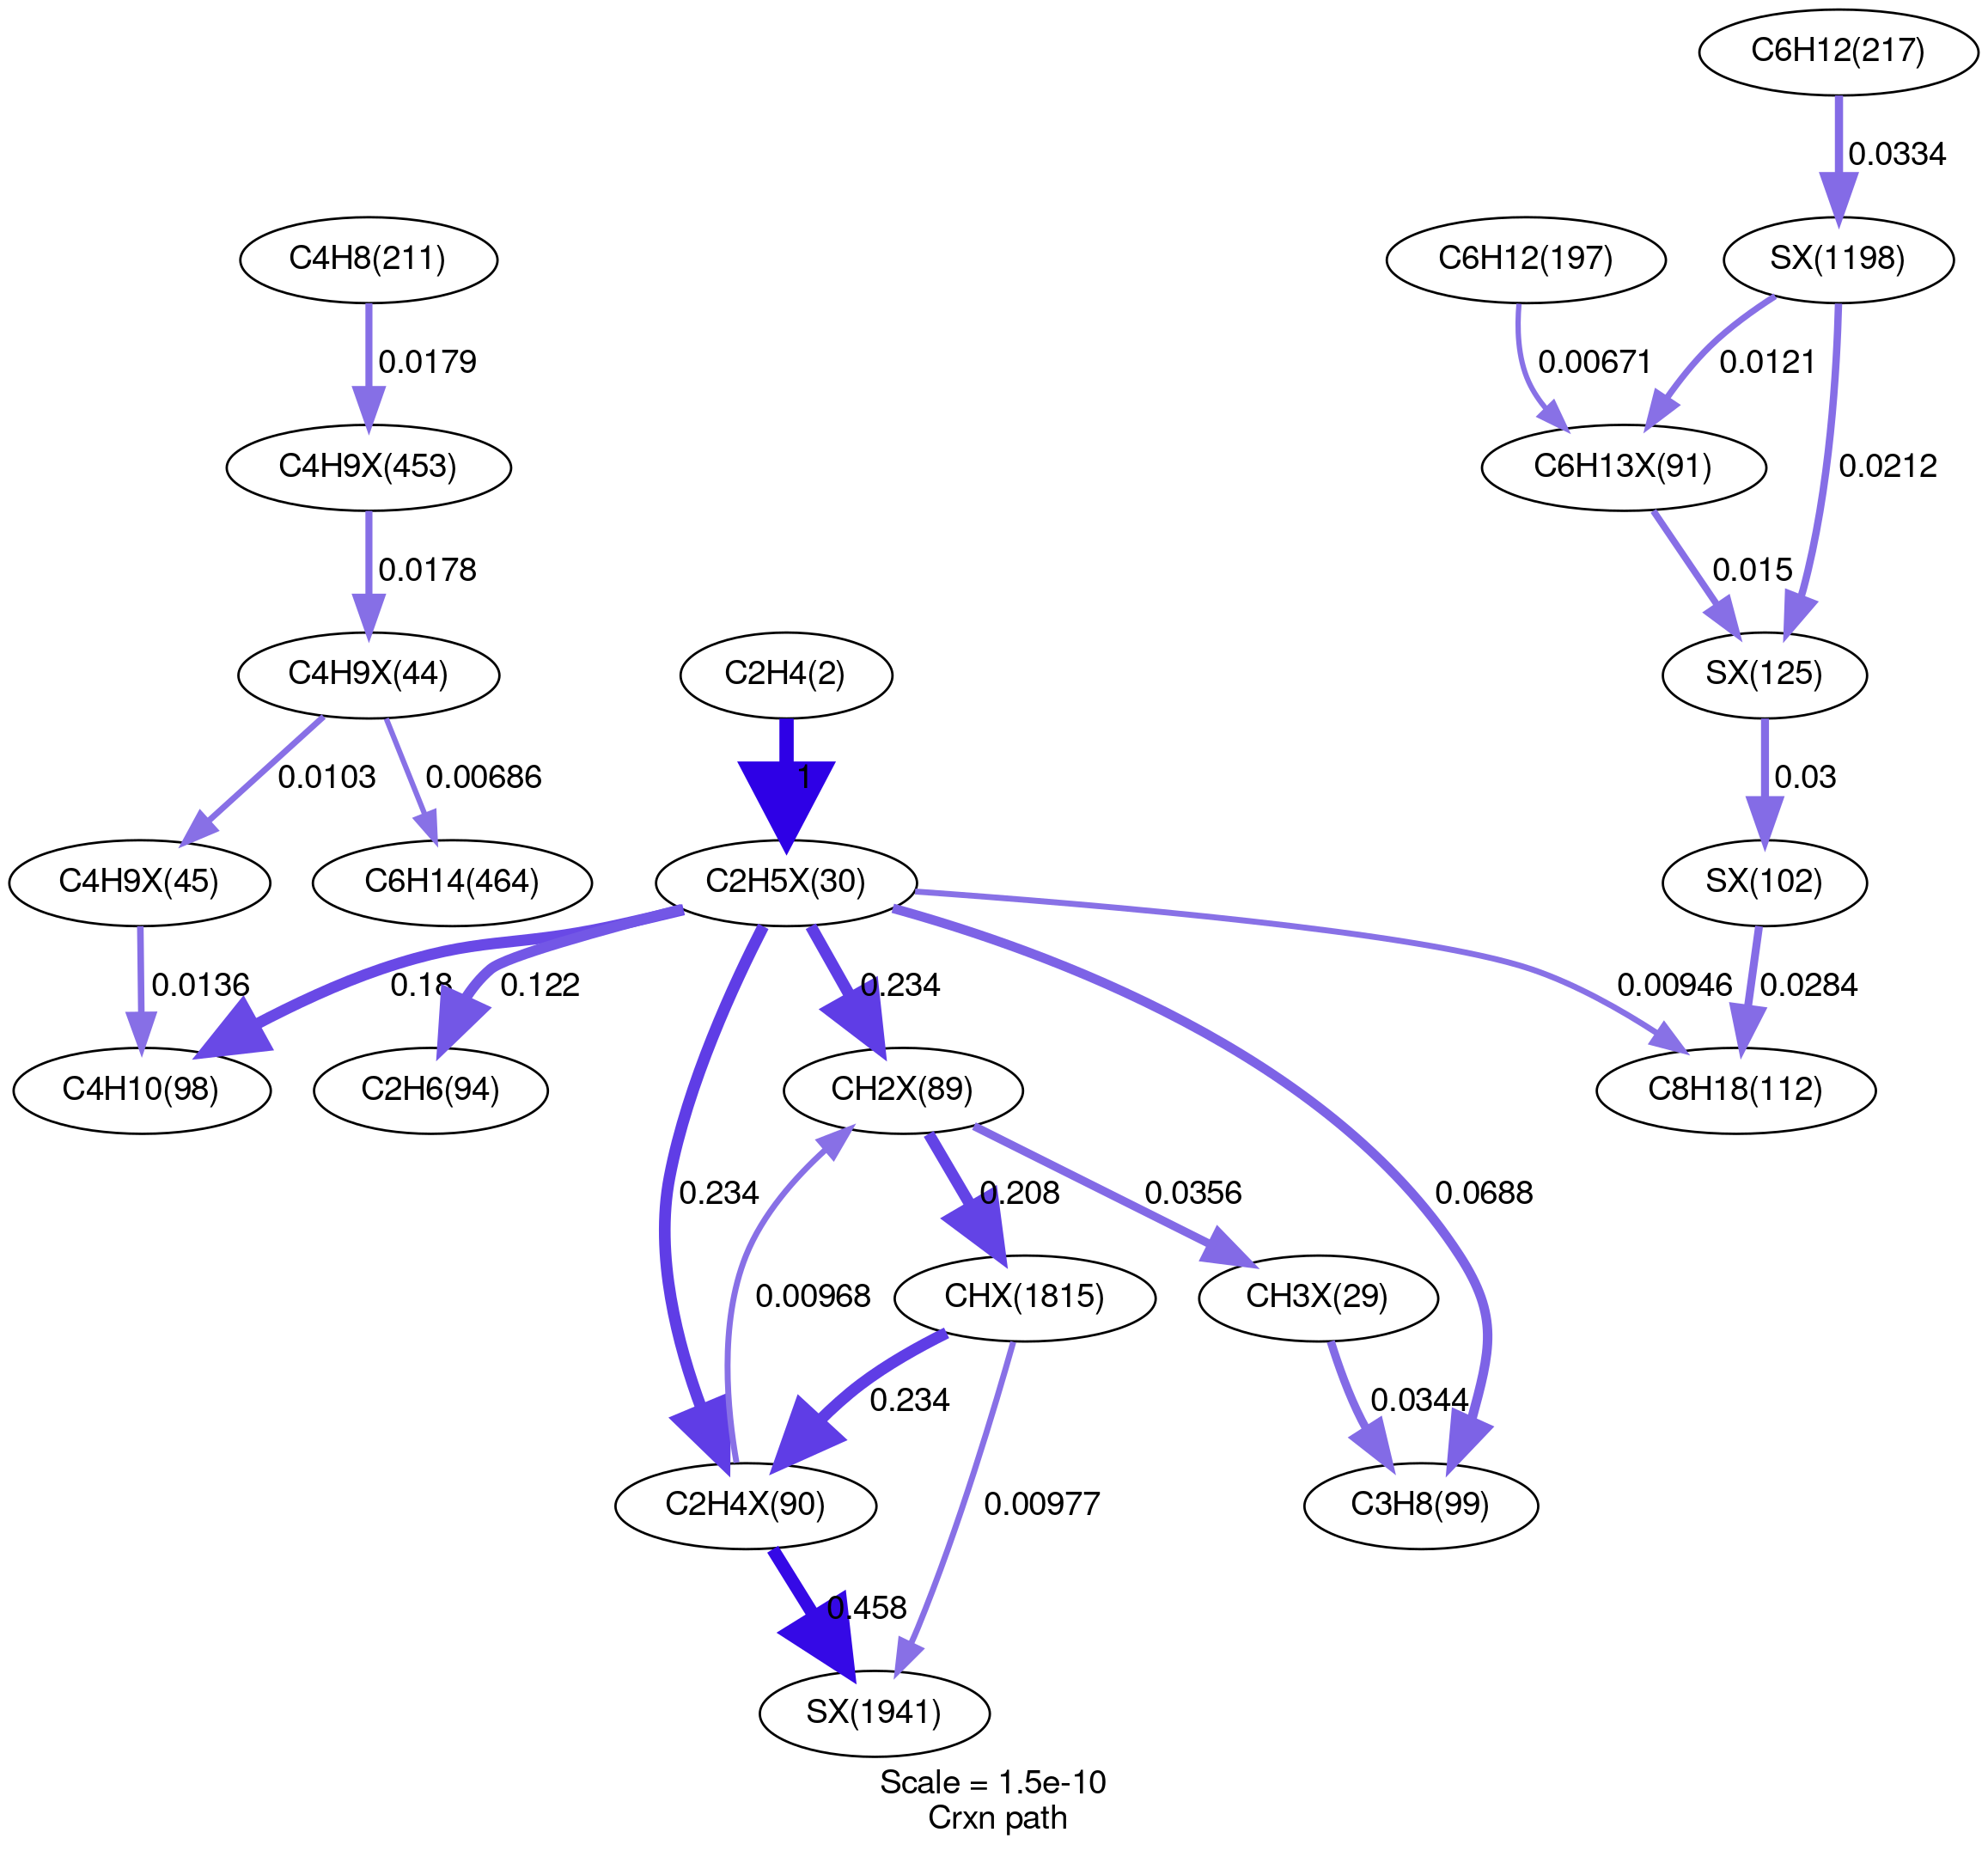 C6H12(217)
0.0334
C4H8(211)
C6H12(197)
SX(1198)
0.0179
0.00671
0.0121
C4H9X(453)
C6H13X(91)
0.0212
0.0178
0.015
C4H9X(44)
C2H4(2)
SX(125)
0.0103
0.00686
1
0.03
C4H9X(45)
C6H14(464)
C2H5X(30)
SX(102)
0.0136
0.18
0.122
0.234
0.00946
0.0284
C4H10(98)
C2H6(94)
CH2X(89)
C8H18(112)
0.234
0.208
0.0356
0.0688
0.00968
CHX(1815)
CH3X(29)
0.234
0.0344
C2H4X(90)
0.00977
C3H8(99)
0.458
SX(1941)
Scale = 1.5e-10
Crxn path